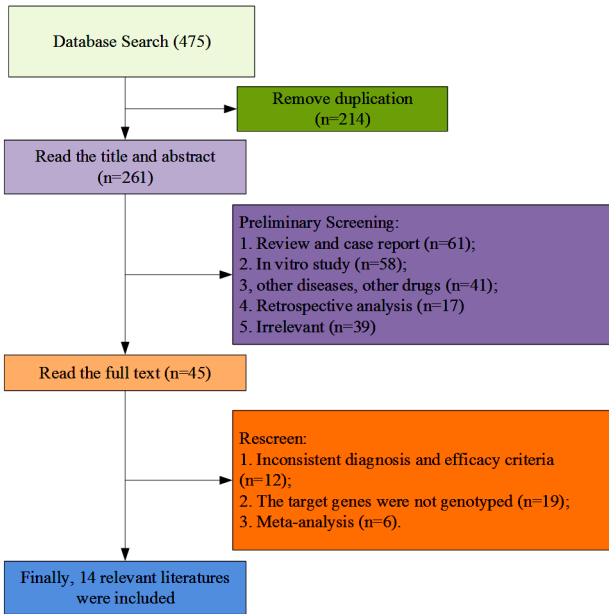 Database Search (475)
Remove duplication
(n=214)
Read the title and abstract
(n=261)
Preliminary Screening:
1. Review and case report (n=61);
2. In vitro study (n=58);
3, other diseases, other drugs (n=41);
4. Retrospective analysis (n=17)
5. Irrelevant (n=39)
Read the full text (n=45)
Rescreen:
1. Inconsistent diagnosis and efficacy criteria
(n=12);
2. The target genes were not genotyped (n=19);
3. Meta-analysis (n=6).
Finally, 14 relevant literatures
were included